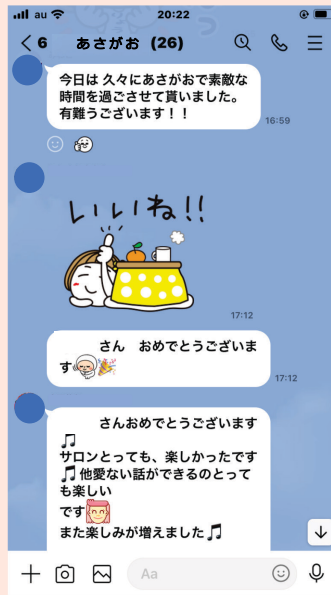 au 20:22
6 あさがお (26)
今日は 久々にあさがおで素敵な
時間を過ごさせて貰いました。
有難うございます！！
16:59
いいね!!
17:12
さん おめでとうございま
す
17:12
さんおめでとうございます
🎵
サロンとっても、楽しかったです
🎵他愛ない話ができるのとって
も楽しい
です
また楽しみが増えました🎵
Aa